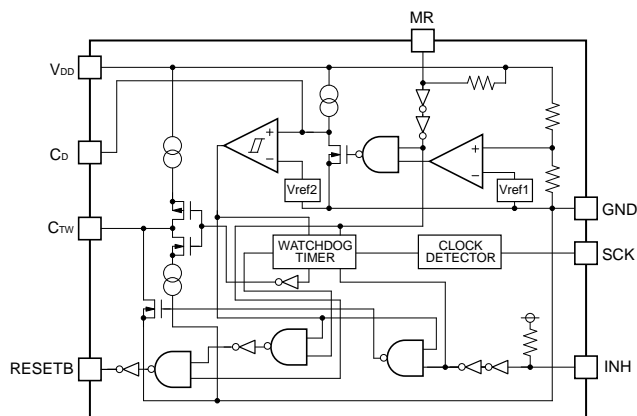 MR
VDD
CD
CTW
RESETB
GND
SCK
INH
Vref2
Vref1
WATCHDOG
TIMER
CLOCK
DETECTOR
+
−
+
−